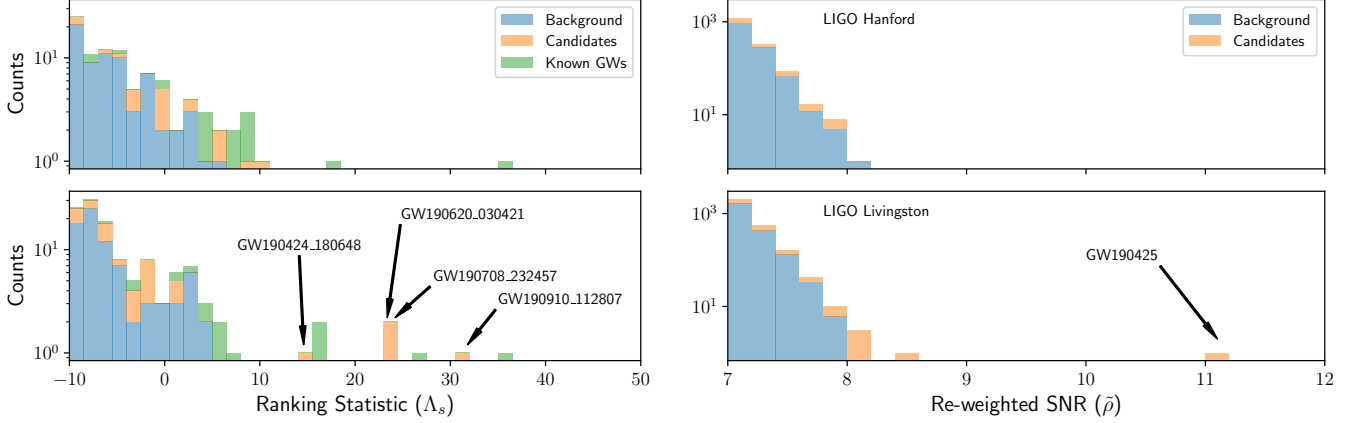 Counts
10¹
10⁰
Background
Candidates
Known GWs
Counts
10¹
10⁰
GW190424_180648
GW190620_030421
GW190708_232457
GW190910_112807
−10
0
10
20
30
40
50
Ranking Statistic (Λₛ)
10³
10¹
LIGO Hanford
Background
Candidates
10³
10¹
LIGO Livingston
GW190425
7
8
9
10
11
12
Re-weighted SNR (ρ̃)